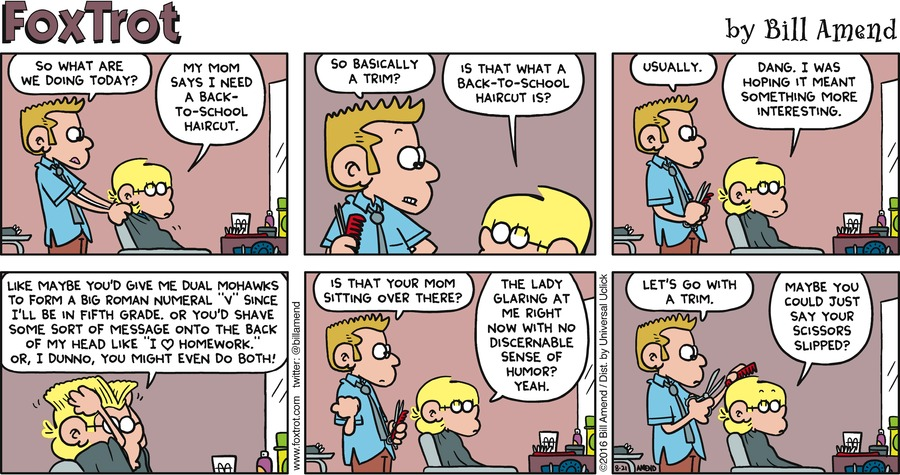 FOXTROT
by Bill Amend
SO WHAT ARE
WE DOING TODAY?
MY MOM
SAYS I NEED
A BACK-
TO-SCHOOL
HAIRCUT.
SO BASICALLY
A TRIM?
IS THAT WHAT A
BACK-TO-SCHOOL
HAIRCUT IS?
USUALLY.
DANG. I WAS
HOPING IT MEANT
SOMETHING MORE
INTERESTING.
LIKE MAYBE YOU'D GIVE ME DUAL MOHAWKS
TO FORM A BIG ROMAN NUMERAL "V" SINCE
I'LL BE IN FIFTH GRADE. OR YOU'D SHAVE
SOME SORT OF MESSAGE ONTO THE BACK
OF MY HEAD LIKE "I ♡ HOMEWORK."
OR, I DUNNO, YOU MIGHT EVEN DO BOTH!
www.foxtrot.com twitter: @billamend
IS THAT YOUR MOM
SITTING OVER THERE?
THE LADY
GLARING AT
ME RIGHT
NOW WITH NO
DISCERNABLE
SENSE OF
HUMOR?
YEAH.
©2016 Bill Amend / Dist. by Universal Uclick
LET'S GO WITH
A TRIM.
MAYBE YOU
COULD JUST
SAY YOUR
SCISSORS
SLIPPED?
8-21 AMEND